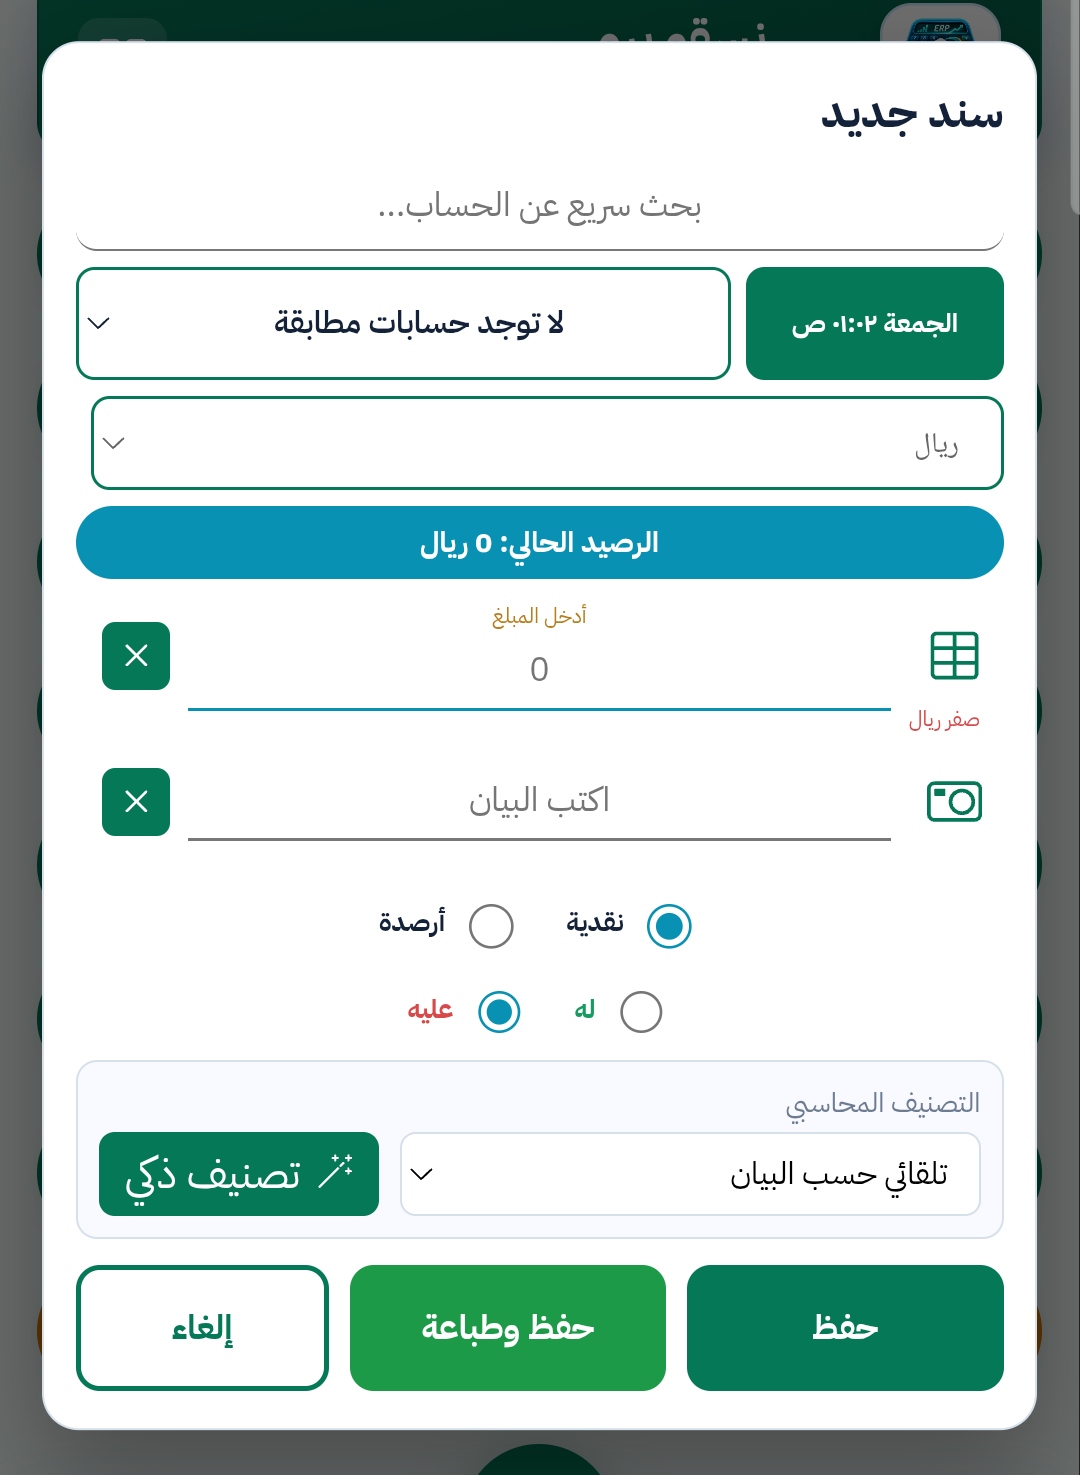 ERP
سند جديد
بحث سريع عن الحساب...
الجمعة ٠١:٠٢ ص
لا توجد حسابات مطابقة
ريال
الرصيد الحالي: 0 ريال
أدخل المبلغ
0
صفر ريال
اكتب البيان
نقدية
أرصدة
له
عليه
التصنيف المحاسبي
تلقائي حسب البيان
تصنيف ذكي
حفظ
حفظ وطباعة
إلغاء